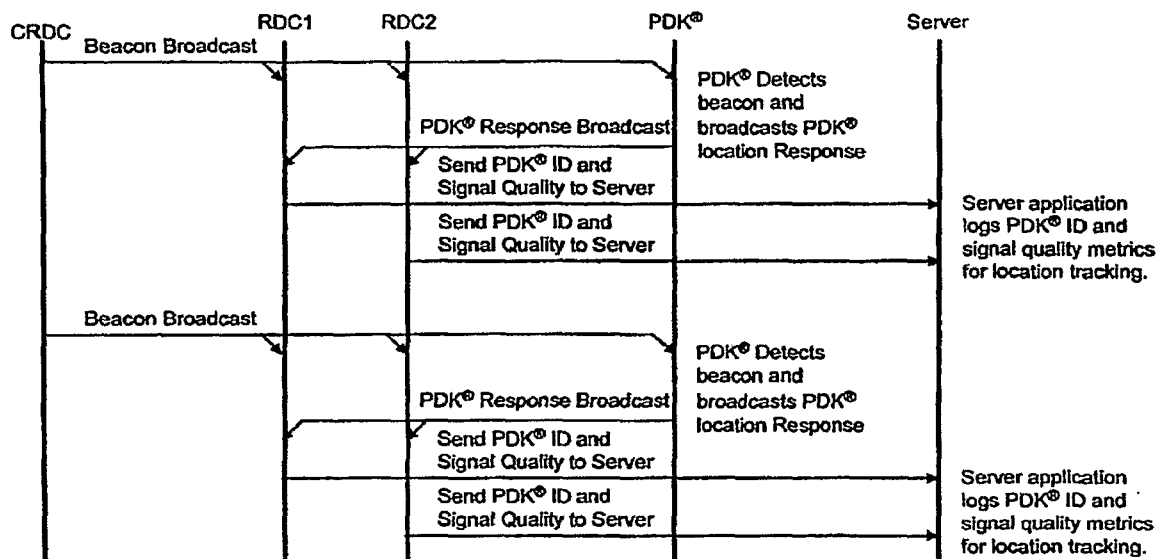 CRDC
RDC1
RDC2
PDK®
Server
Beacon Broadcast
PDK® Detects
beacon and
broadcasts PDK®
location Response
PDK® Response Broadcast
Send PDK® ID and
Signal Quality to Server
Send PDK® ID and
Signal Quality to Server
Server application
logs PDK® ID and
signal quality metrics
for location tracking.
Beacon Broadcast
PDK® Detects
beacon and
broadcasts PDK®
location Response
PDK® Response Broadcast
Send PDK® ID and
Signal Quality to Server
Send PDK® ID and
Signal Quality to Server
Server application
logs PDK® ID and
signal quality metrics
for location tracking.